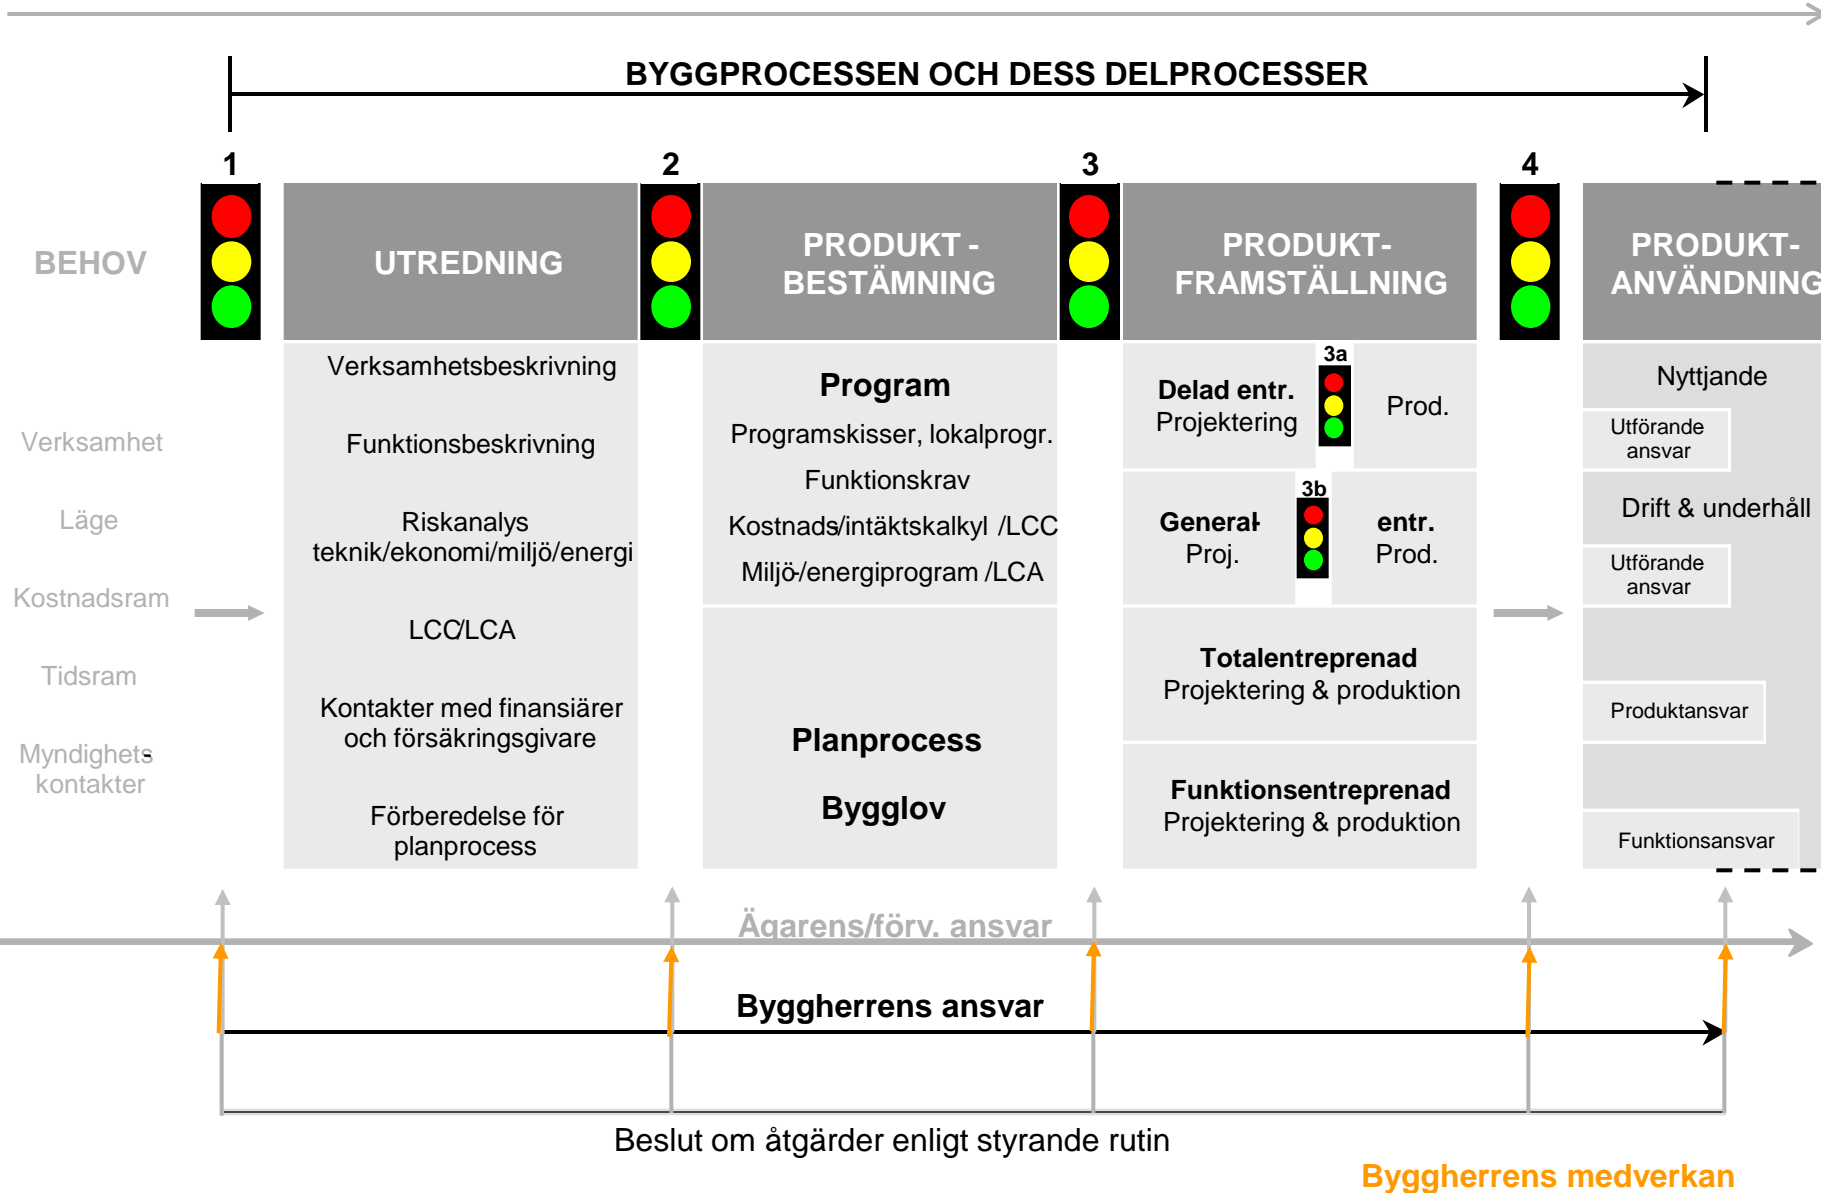 BYGGPROCESSEN OCH DESS DELPROCESSER
1
2
3
4
BEHOV
Verksamhet
Läge
Kostnadsram
Tidsram
Myndighets-
kontakter
UTREDNING
Verksamhetsbeskrivning
Funktionsbeskrivning
Riskanalys
teknik/ekonomi/miljö/energi
LCC/LCA
Kontakter med finansiärer
och försäkringsgivare
Förberedelse för
planprocess
PRODUKT -
BESTÄMNING
Program
Programskisser, lokalprogr.
Funktionskrav
Kostnads-/intäktskalkyl /LCC
Miljö-/energiprogram /LCA
Planprocess
Bygglov
PRODUKT-
FRAMSTÄLLNING
3a
Delad entr.
Projektering
Prod.
3b
General-
Proj.
entr.
Prod.
Totalentreprenad
Projektering & produktion
Funktionsentreprenad
Projektering & produktion
PRODUKT-
ANVÄNDNING
Nyttjande
Utförande
ansvar
Drift & underhåll
Utförande
ansvar
Produktansvar
Funktionsansvar
Ägarens/förv. ansvar
Byggherrens ansvar
Beslut om åtgärder enligt styrande rutin
Byggherrens medverkan